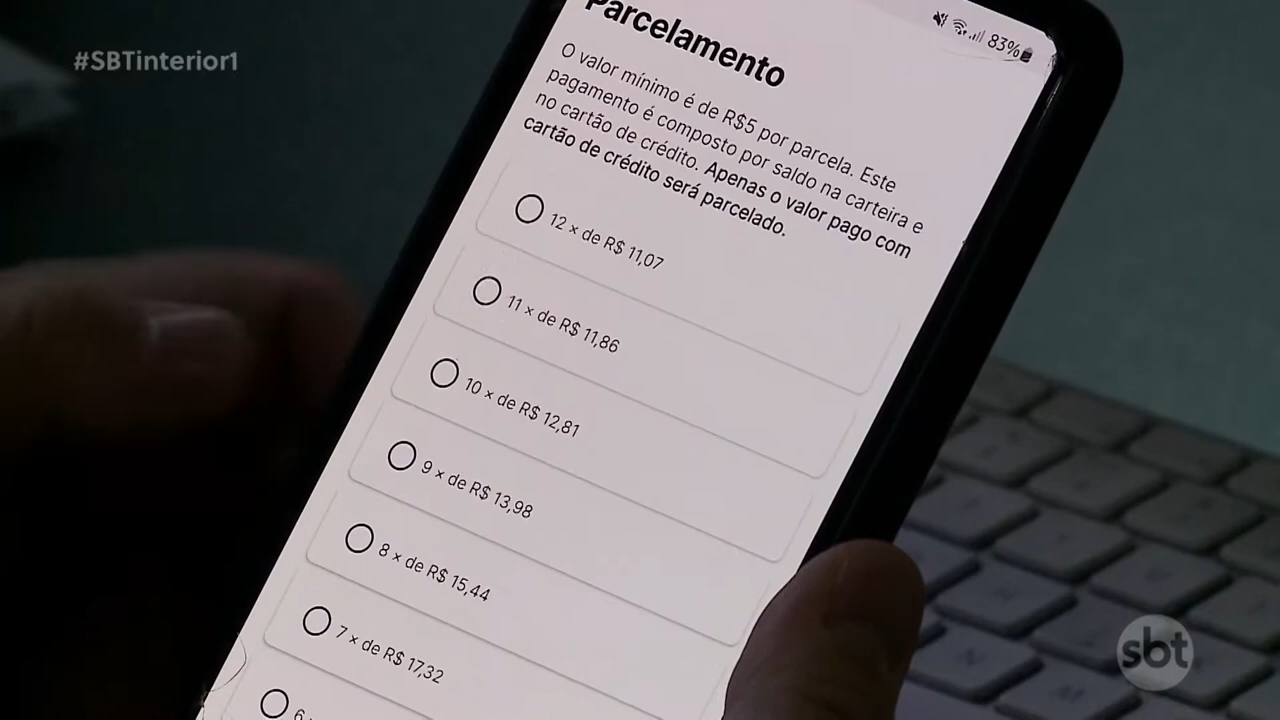 #SBTinterior1
83%
Parcelamento
O valor mínimo é de R$5 por parcela. Este
pagamento é composto por saldo na carteira e
no cartão de crédito. Apenas o valor pago com
cartão de crédito será parcelado.
12 × de R$ 11,07
11 × de R$ 11,86
10 × de R$ 12,81
9 × de R$ 13,98
8 × de R$ 15,44
7 × de R$ 17,32
6
sbt